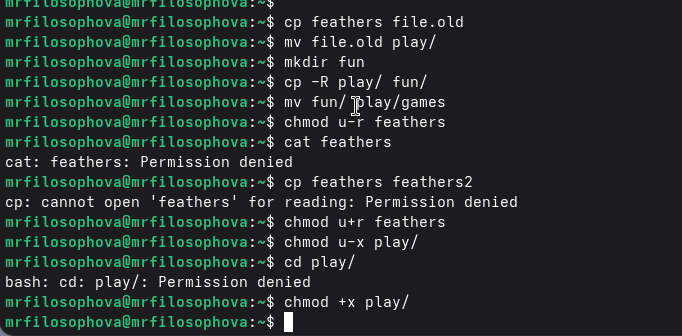 mrfilosophova@mrfilosophova:~$
mrfilosophova@mrfilosophova:~$ cp feathers file.old
mrfilosophova@mrfilosophova:~$ mv file.old play/
mrfilosophova@mrfilosophova:~$ mkdir fun
mrfilosophova@mrfilosophova:~$ cp -R play/ fun/
mrfilosophova@mrfilosophova:~$ mv fun/ play/games
mrfilosophova@mrfilosophova:~$ chmod u-r feathers
mrfilosophova@mrfilosophova:~$ cat feathers
cat: feathers: Permission denied
mrfilosophova@mrfilosophova:~$ cp feathers feathers2
cp: cannot open 'feathers' for reading: Permission denied
mrfilosophova@mrfilosophova:~$ chmod u+r feathers
mrfilosophova@mrfilosophova:~$ chmod u-x play/
mrfilosophova@mrfilosophova:~$ cd play/
bash: cd: play/: Permission denied
mrfilosophova@mrfilosophova:~$ chmod +x play/
mrfilosophova@mrfilosophova:~$